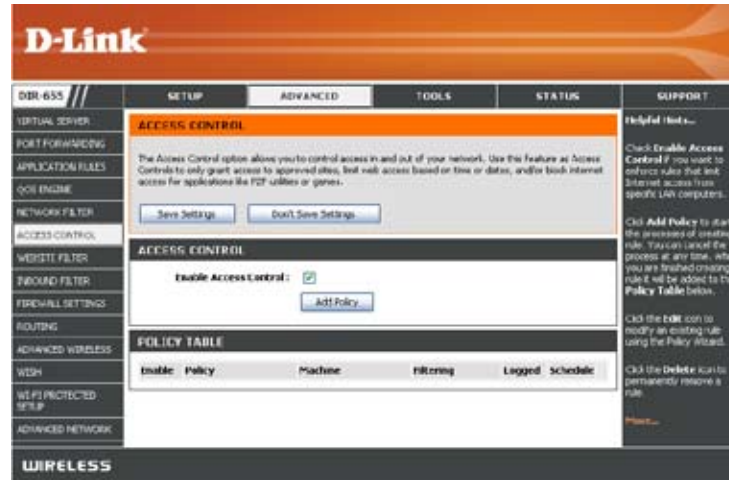 D-Link
DIR-655
SETUP
ADVANCED
TOOLS
STATUS
SUPPORT
VIRTUAL SERVER
PORT FORWARDING
APPLICATION RULES
QOS ENGINE
NETWORK FILTER
ACCESS CONTROL
WEBSITE FILTER
INBOUND FILTER
FIREWALL SETTINGS
ROUTING
ADVANCED WIRELESS
WISH
WI-FI PROTECTED
SETUP
ADVANCED NETWORK
ACCESS CONTROL
The Access Control option allows you to control access in and out of your network. Use this feature as Access
Controls to only grant access to approved sites, limit web access based on time or dates, and/or block internet
access for applications like P2P utilities or games.
Save Settings
Don't Save Settings
ACCESS CONTROL
Enable Access Control :
Add Policy
POLICY TABLE
Enable Policy Machine Filtering Logged Schedule
Helpful Hints...
Check Enable Access
Control if you want to
enforce rules that limit
Internet access from
specific LAN computers.
Click Add Policy to start
the processes of creating
rule. You can cancel the
process at any time. Wh
you are finished creating
rule it will be added to th
Policy Table below.
Click the Edit icon to
modify an existing rule
using the Policy Wizard.
Click the Delete icon to
permanently remove a
rule.
More...
WIRELESS